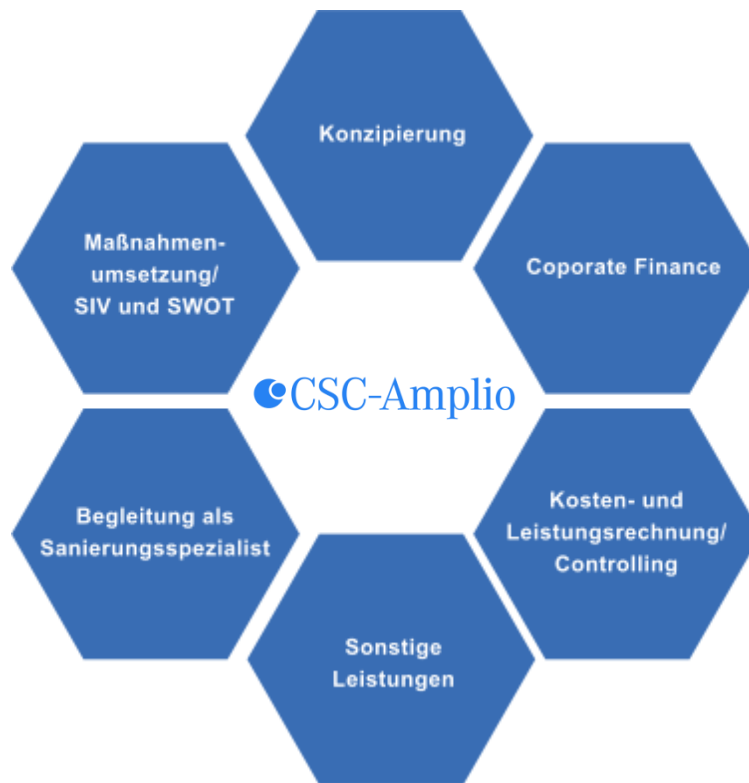 Konzipierung
Maßnahmen-
umsetzung/
SIV und SWOT
Coporate Finance
CSC-Amplio
Begleitung als
Sanierungsspezialist
Kosten- und
Leistungsrechnung/
Controlling
Sonstige
Leistungen